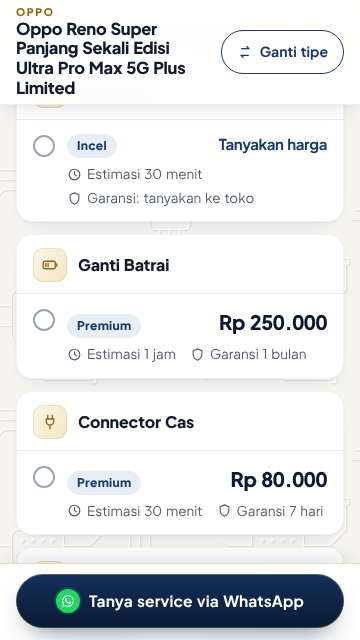 OPPO
Oppo Reno Super
Panjang Sekali Edisi
Ultra Pro Max 5G Plus
Limited
Ganti tipe
Incel
Tanyakan harga
Estimasi 30 menit
Garansi: tanyakan ke toko
Ganti Batrai
Premium
Rp 250.000
Estimasi 1 jam
Garansi 1 bulan
Connector Cas
Premium
Rp 80.000
Estimasi 30 menit
Garansi 7 hari
Tanya service via WhatsApp